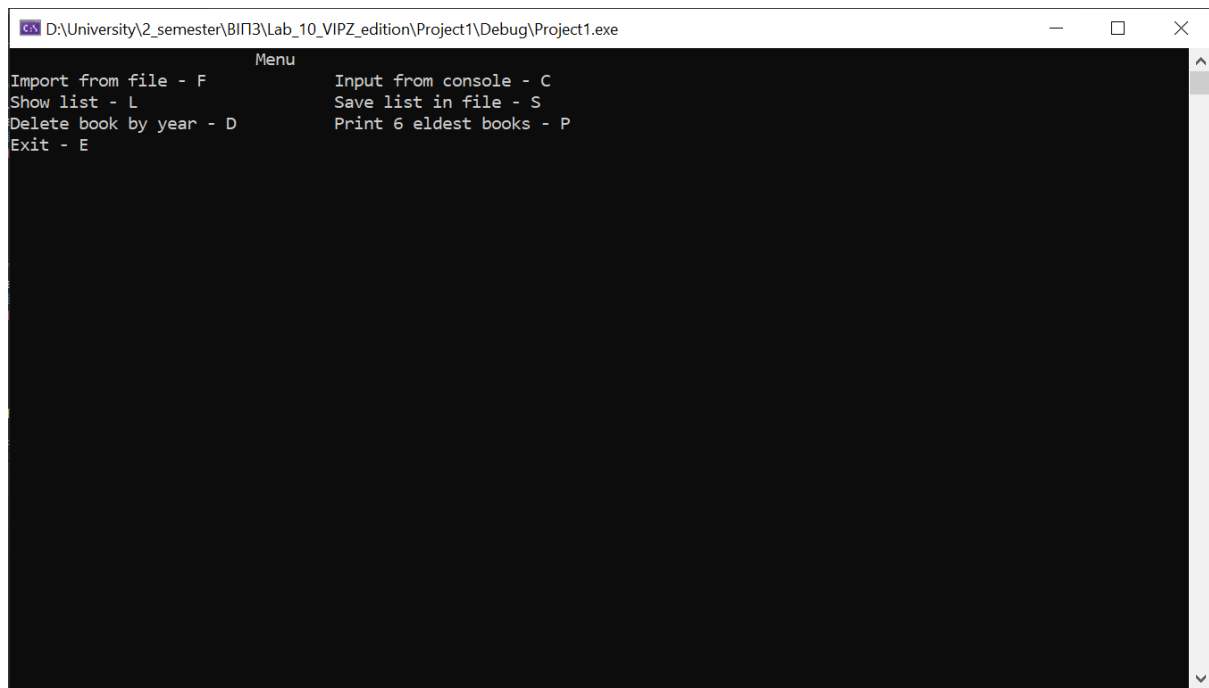 D:\University\2_semester\ВІПЗ\Lab_10_VIPZ_edition\Project1\Debug\Project1.exe
Menu
Import from file - F Input from console - C
Show list - L Save list in file - S
Delete book by year - D Print 6 eldest books - P
Exit - E